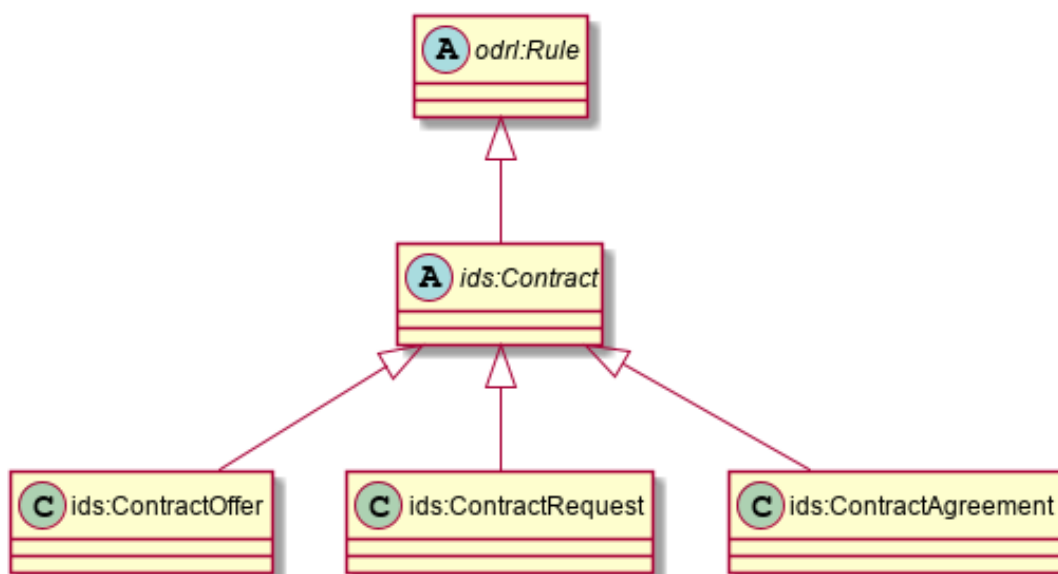 A odrl:Rule
A ids:Contract
C ids:ContractOffer
C ids:ContractRequest
C ids:ContractAgreement